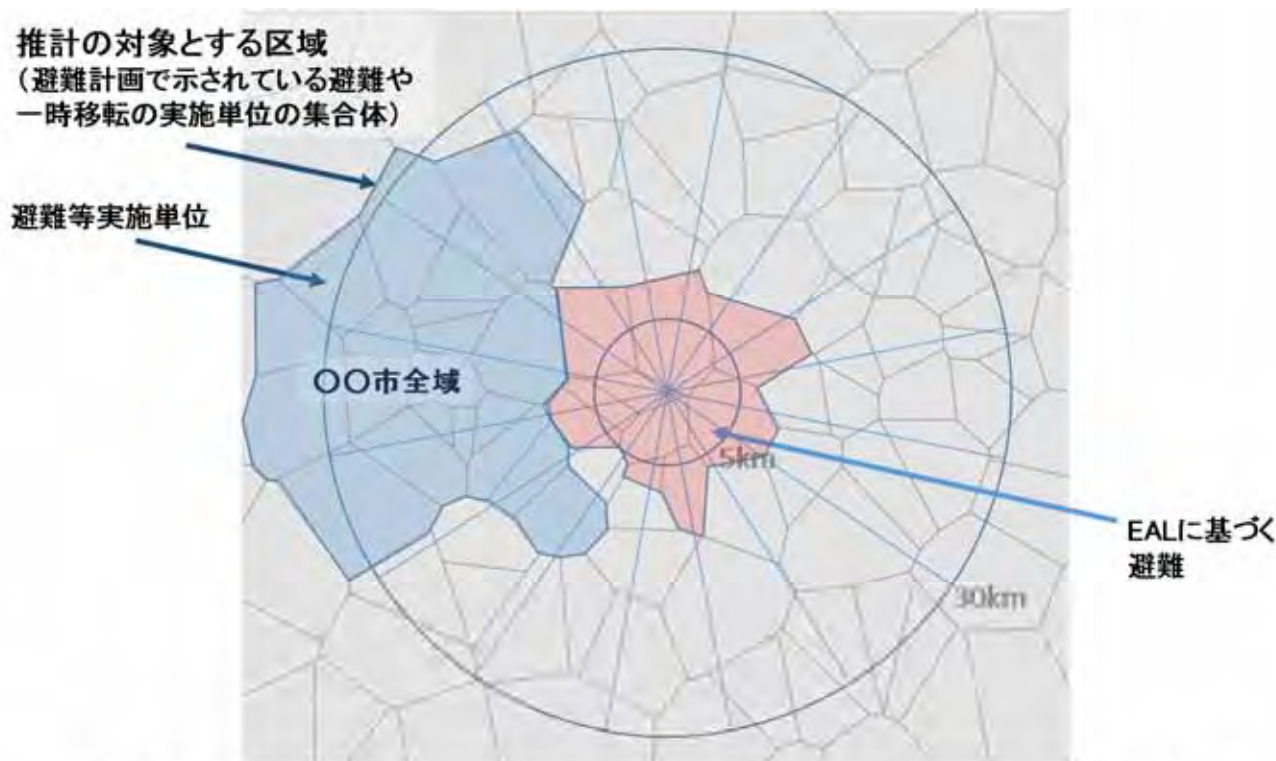 推計の対象とする区域
（避難計画で示されている避難や
一時移転の実施単位の集合体）
避難等実施単位
〇〇市全域
5km
EALに基づく
避難
30km